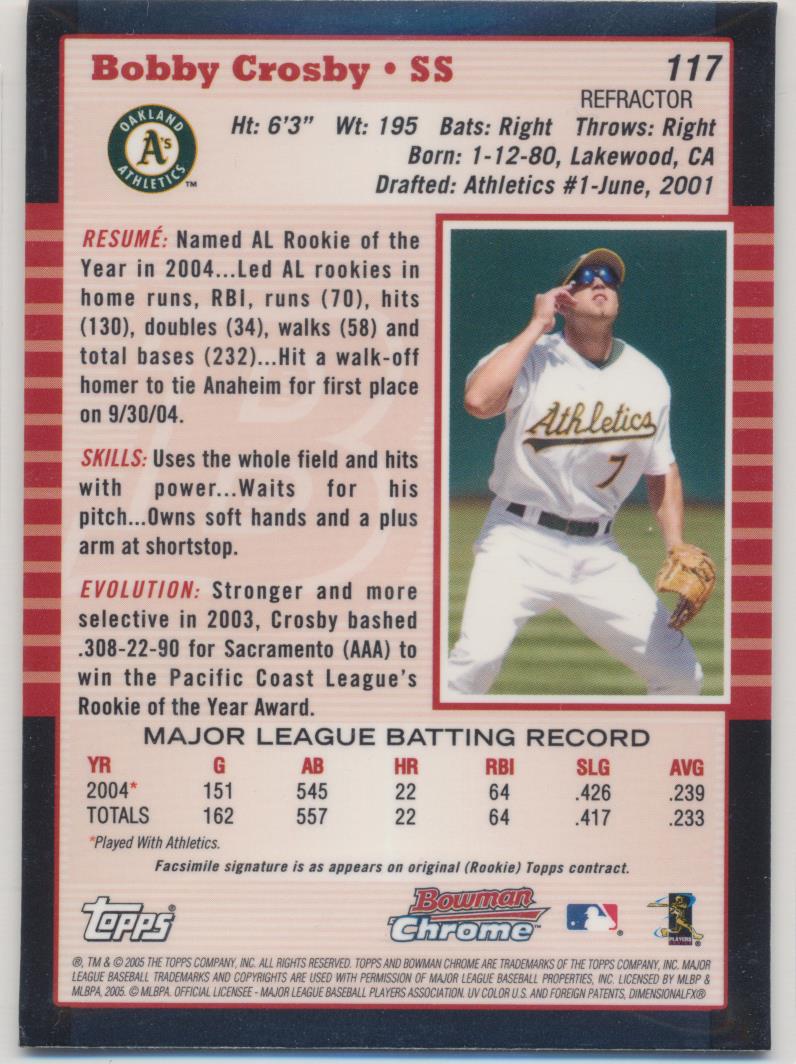 Bobby Crosby • SS
117
REFRACTOR
OAKLAND
A's
ATHLETICS
TM
Ht: 6'3" Wt: 195 Bats: Right Throws: Right
Born: 1-12-80, Lakewood, CA
Drafted: Athletics #1-June, 2001
RESUMÉ: Named AL Rookie of the
Year in 2004...Led AL rookies in
home runs, RBI, runs (70), hits
(130), doubles (34), walks (58) and
total bases (232)...Hit a walk-off
homer to tie Anaheim for first place
on 9/30/04.
SKILLS: Uses the whole field and hits
with power...Waits for his
pitch...Owns soft hands and a plus
arm at shortstop.
EVOLUTION: Stronger and more
selective in 2003, Crosby bashed
.308-22-90 for Sacramento (AAA) to
win the Pacific Coast League's
Rookie of the Year Award.
Athletics
7
MAJOR LEAGUE BATTING RECORD
YR G AB HR RBI SLG AVG
2004* 151 545 22 64 .426 .239
TOTALS 162 557 22 64 .417 .233
*Played With Athletics.
Facsimile signature is as appears on original (Rookie) Topps contract.
Topps®
Bowman
Chrome™
®
PLAYERS
®
®, TM & © 2005 THE TOPPS COMPANY, INC. ALL RIGHTS RESERVED. TOPPS AND BOWMAN CHROME ARE TRADEMARKS OF THE TOPPS COMPANY, INC. MAJOR
LEAGUE BASEBALL TRADEMARKS AND COPYRIGHTS ARE USED WITH PERMISSION OF MAJOR LEAGUE BASEBALL PROPERTIES, INC. LICENSED BY MLBP &
MLBPA, 2005. © MLBPA. OFFICIAL LICENSEE - MAJOR LEAGUE BASEBALL PLAYERS ASSOCIATION. UV COLOR U.S. AND FOREIGN PATENTS, DIMENSIONALFX®